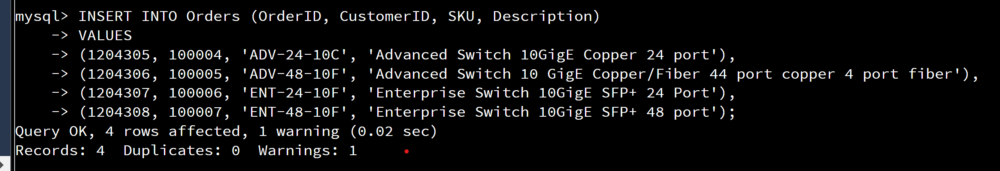 mysql> INSERT INTO Orders (OrderID, CustomerID, SKU, Description)
    -> VALUES
    -> (1204305, 100004, 'ADV-24-10C', 'Advanced Switch 10GigE Copper 24 port'),
    -> (1204306, 100005, 'ADV-48-10F', 'Advanced Switch 10 GigE Copper/Fiber 44 port copper 4 port fiber'),
    -> (1204307, 100006, 'ENT-24-10F', 'Enterprise Switch 10GigE SFP+ 24 Port'),
    -> (1204308, 100007, 'ENT-48-10F', 'Enterprise Switch 10GigE SFP+ 48 port');
Query OK, 4 rows affected, 1 warning (0.02 sec)
Records: 4  Duplicates: 0  Warnings: 1